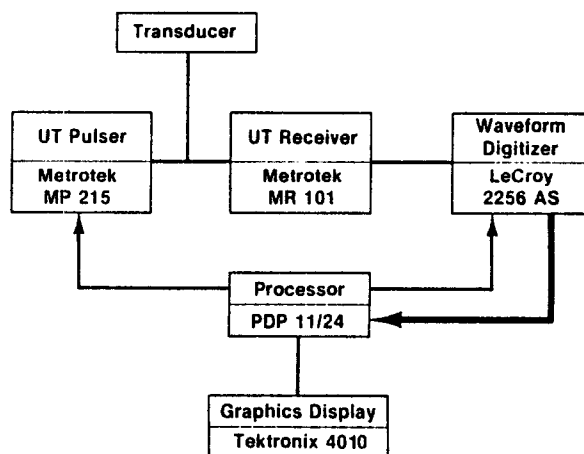 Transducer
UT Pulser
Metrotek
MP 215
UT Receiver
Metrotek
MR 101
Waveform
Digitizer
LeCroy
2256 AS
Processor
PDP 11/24
Graphics Display
Tektronix 4010